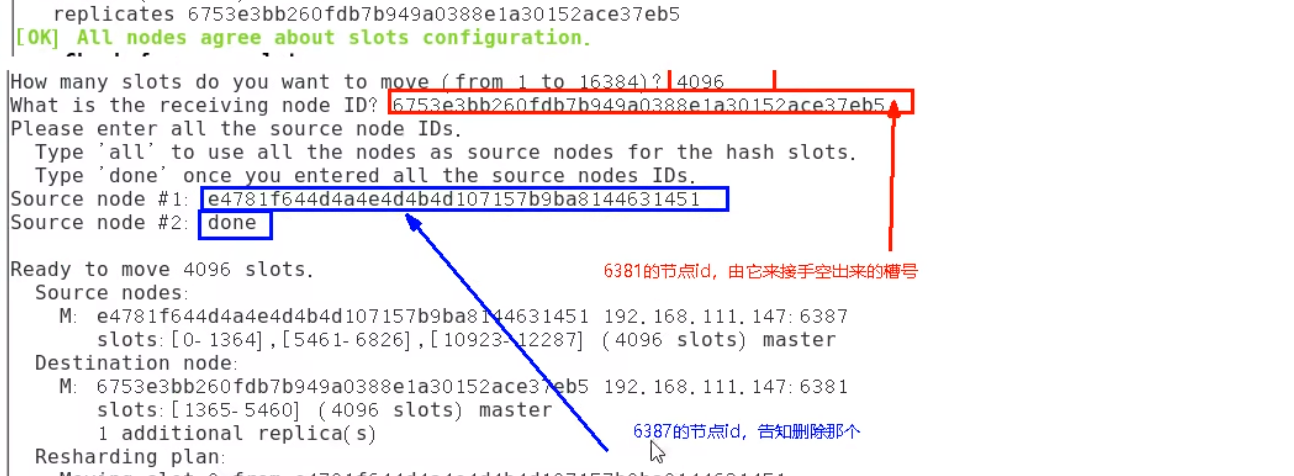 replicates 6753e3bb260fdb7b949a0388e1a30152ace37eb5
[OK] All nodes agree about slots configuration.
How many slots do you want to move (from 1 to 16384)? 4096
What is the receiving node ID? 6753e3bb260fdb7b949a0388e1a30152ace37eb5
Please enter all the source node IDs.
Type 'all' to use all the nodes as source nodes for the hash slots.
Type 'done' once you entered all the source nodes IDs.
Source node #1: e4781f644d4a4e4d4b4d107157b9ba8144631451
Source node #2: done
Ready to move 4096 slots.
6381的节点id，由它来接手空出来的槽号
Source nodes:
M: e4781f644d4a4e4d4b4d107157b9ba8144631451 192.168.111.147:6387
slots:[0-1364],[5461-6826],[10923-12287] (4096 slots) master
Destination node:
M: 6753e3bb260fdb7b949a0388e1a30152ace37eb5 192.168.111.147:6381
slots:[1365-5460] (4096 slots) master
1 additional replica(s)
6387的节点id，告知删除那个
Resharding plan: